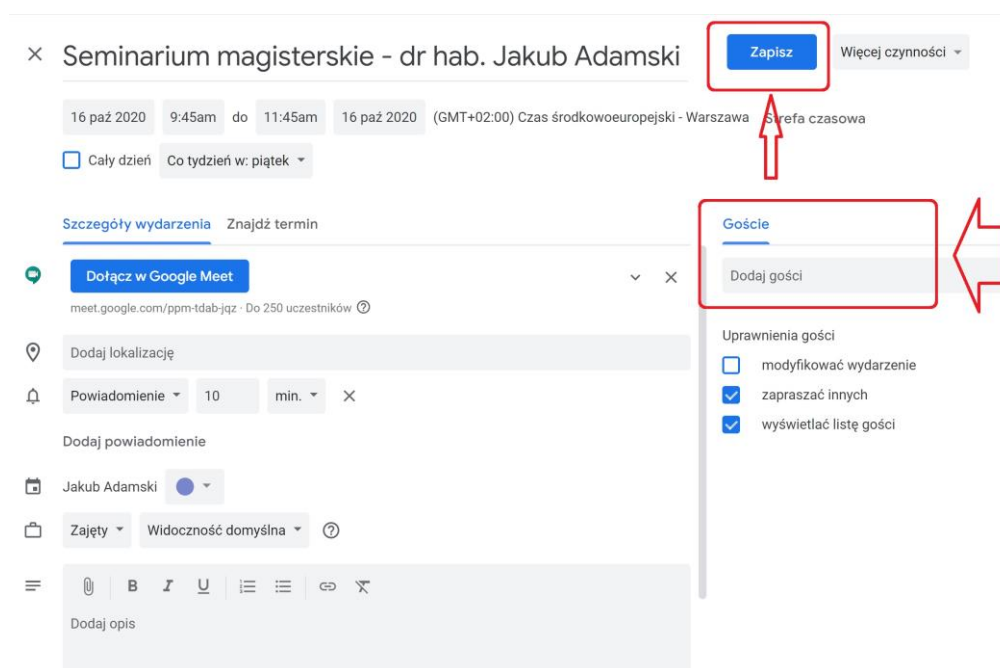 Seminarium magisterskie - dr hab. Jakub Adamski
Zapisz
Więcej czynności
16 paź 2020 9:45am do 11:45am 16 paź 2020 (GMT+02:00) Czas środkowoeuropejski - Warszawa Strefa czasowa
Cały dzień Co tydzień w: piątek
Szczegóły wydarzenia Znajdź termin
Dołącz w Google Meet
meet.google.com/ppm-tdab-jqz · Do 250 uczestników ?
Dodaj lokalizację
Powiadomienie 10 min.
Dodaj powiadomienie
Jakub Adamski
Zajęty Widoczność domyślna ?
B I U
Dodaj opis
Goście
Dodaj gości
Uprawnienia gości
modyfikować wydarzenie
zapraszać innych
wyświetlać listę gości